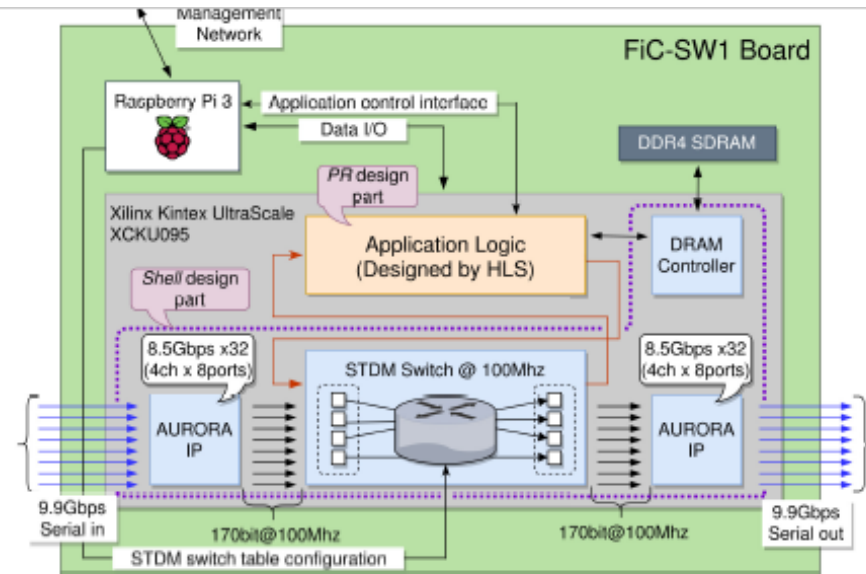 Management
Network
FiC-SW1 Board
Raspberry Pi 3
Application control interface
Data I/O
DDR4 SDRAM
PR design
part
Xilinx Kintex UltraScale
XCKU095
Application Logic
(Designed by HLS)
DRAM
Controller
Shell design
part
8.5Gbps x32
(4ch x 8ports)
STDM Switch @ 100Mhz
8.5Gbps x32
(4ch x 8ports)
AURORA
IP
AURORA
IP
9.9Gbps
Serial in
170bit@100Mhz
170bit@100Mhz
9.9Gbps
Serial out
STDM switch table configuration